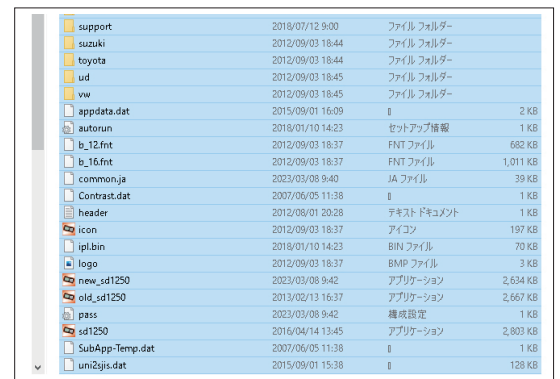 support 2018/07/12 9:00 ファイル フォルダー
suzuki 2012/09/03 18:44 ファイル フォルダー
toyota 2012/09/03 18:44 ファイル フォルダー
ud 2012/09/03 18:45 ファイル フォルダー
vw 2012/09/03 18:45 ファイル フォルダー
appdata.dat 2015/09/01 16:09 2 KB
autorun 2018/01/10 14:23 セットアップ情報 1 KB
b_12.fnt 2012/09/03 18:37 FNT ファイル 682 KB
b_16.fnt 2012/09/03 18:37 FNT ファイル 1,011 KB
common.ja 2023/03/08 9:40 JA ファイル 39 KB
Contrast.dat 2007/06/05 11:38 1 KB
header 2012/08/01 20:28 テキスト ドキュメント 1 KB
icon 2012/09/03 18:37 アイコン 197 KB
ipl.bin 2018/01/10 14:23 BIN ファイル 70 KB
logo 2012/09/03 18:37 BMP ファイル 3 KB
new_sd1250 2023/03/08 9:42 アプリケーション 2,634 KB
old_sd1250 2013/02/13 16:37 アプリケーション 2,667 KB
pass 2023/03/08 9:42 構成設定 1 KB
sd1250 2016/04/14 13:45 アプリケーション 2,803 KB
SubApp-Temp.dat 2007/06/05 11:38 1 KB
uni2sjis.dat 2015/09/01 15:38 128 KB